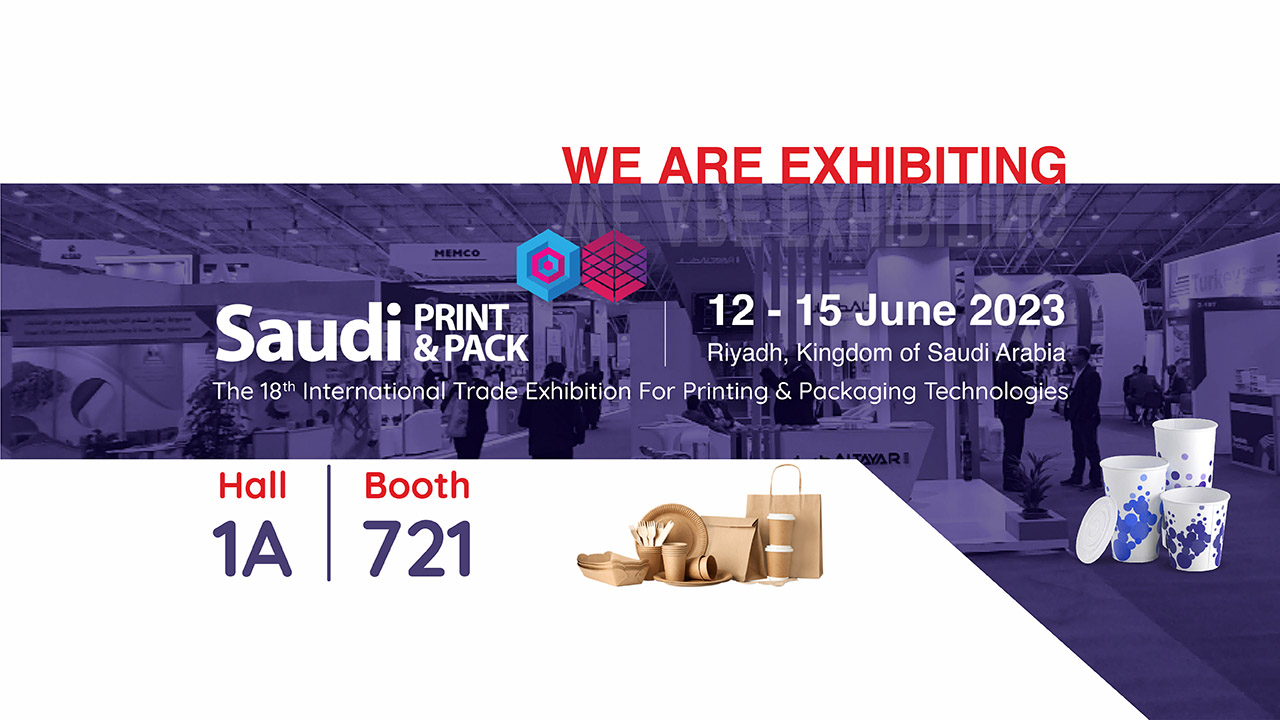 WE ARE EXHIBITING
MEMCO
Saudi PRINT
& PACK
12 - 15 June 2023
Riyadh, Kingdom of Saudi Arabia
The 18th International Trade Exhibition For Printing & Packaging Technologies
Turkey
ALTAYAR
Hall
1A
Booth
721